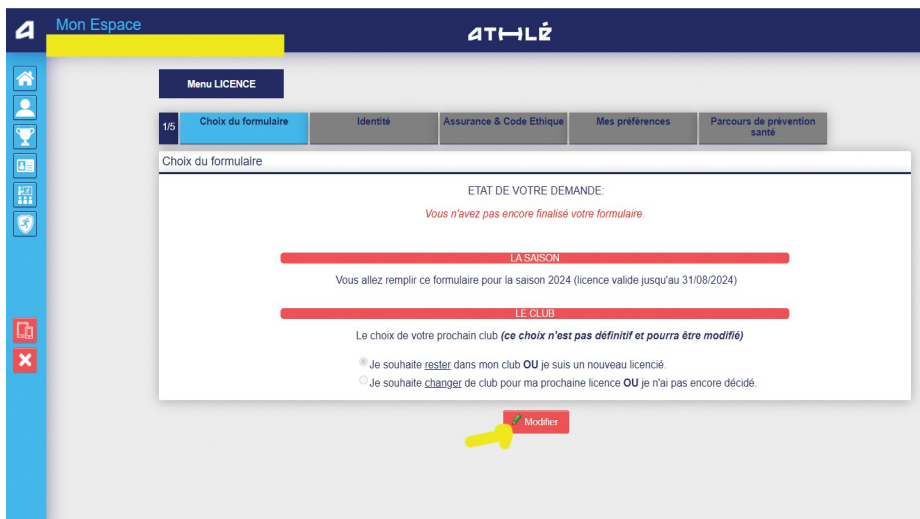 Mon Espace
ATHLÉ
Menu LICENCE
1/5
Choix du formulaire
Identité
Assurance & Code Ethique
Mes préférences
Parcours de prévention
santé
Choix du formulaire
ETAT DE VOTRE DEMANDE:
Vous n'avez pas encore finalisé votre formulaire.
LA SAISON
Vous allez remplir ce formulaire pour la saison 2024 (licence valide jusqu'au 31/08/2024)
LE CLUB
Le choix de votre prochain club (ce choix n'est pas définitif et pourra être modifié)
Je souhaite rester dans mon club OU je suis un nouveau licencié.
Je souhaite changer de club pour ma prochaine licence OU je n'ai pas encore décidé.
Modifier